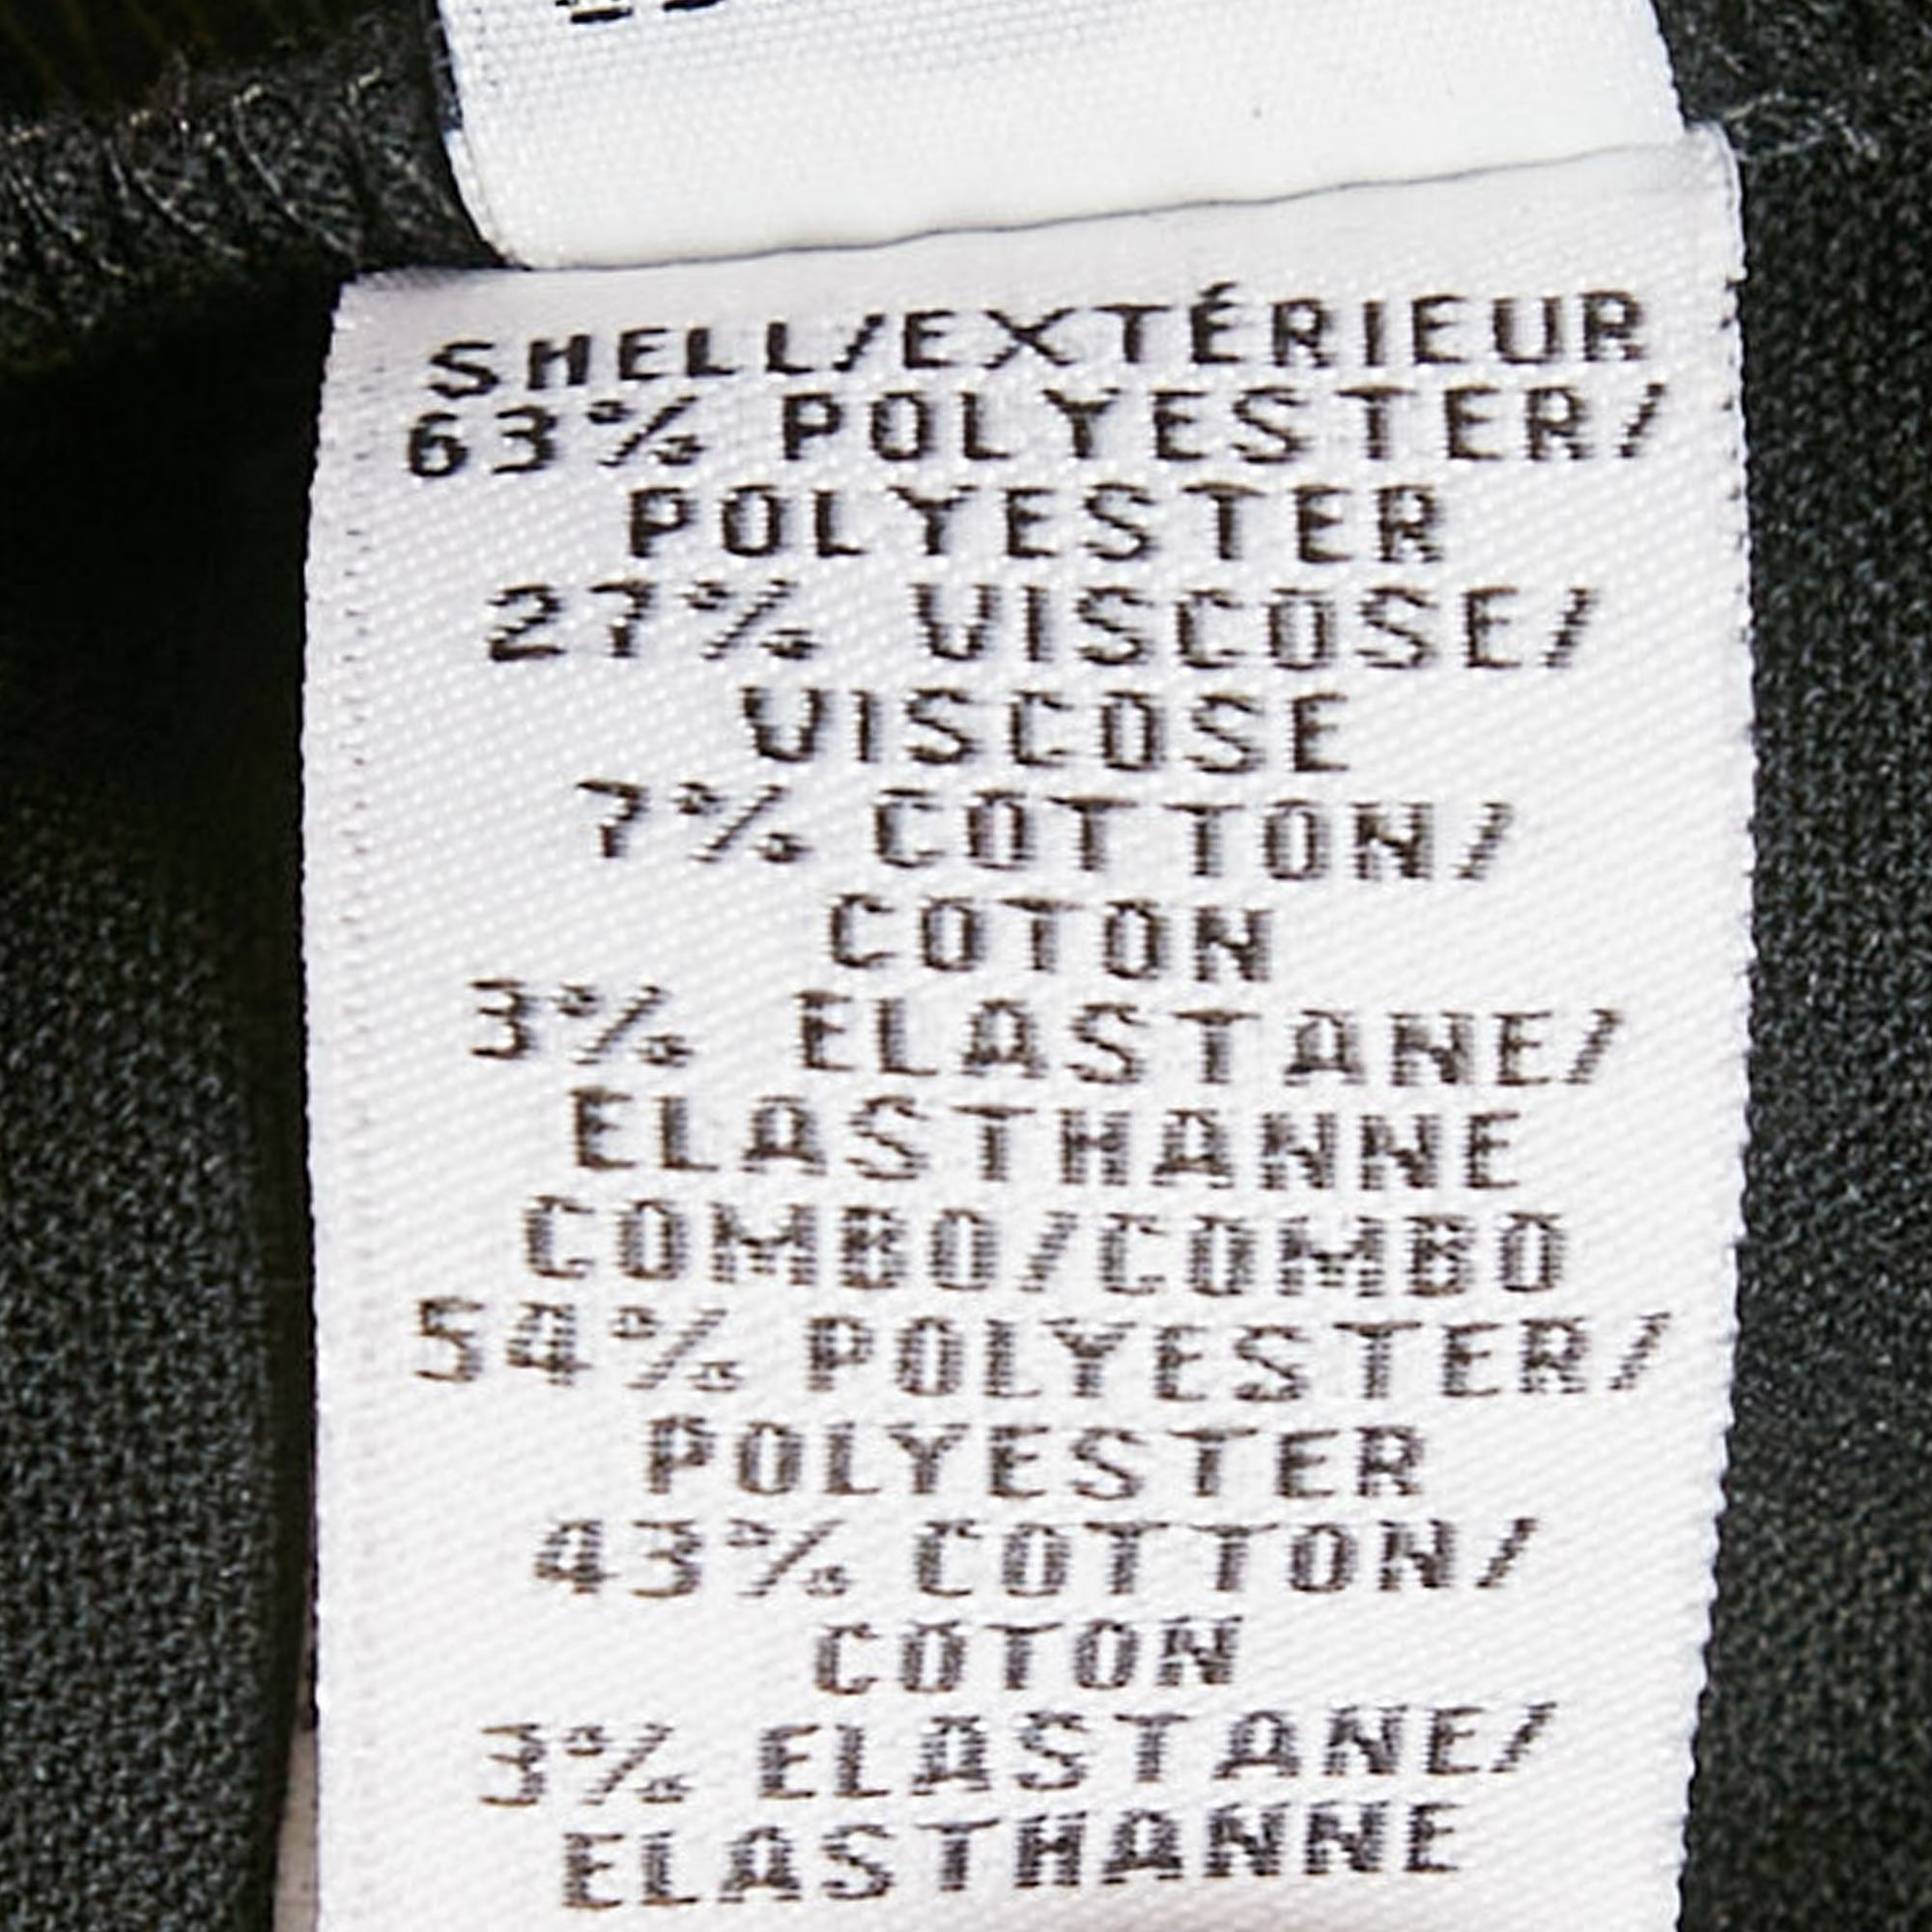 SHELL/EXTÉRIEUR
63% POLYESTER/
POLYESTER
27% VISCOSE/
VISCOSE
7% COTTON/
COTON
3% ELASTANE/
ELASTHANNE
COMBO/COMBO
54% POLYESTER/
POLYESTER
43% COTTON/
COTON
3% ELASTANE/
ELASTHANNE